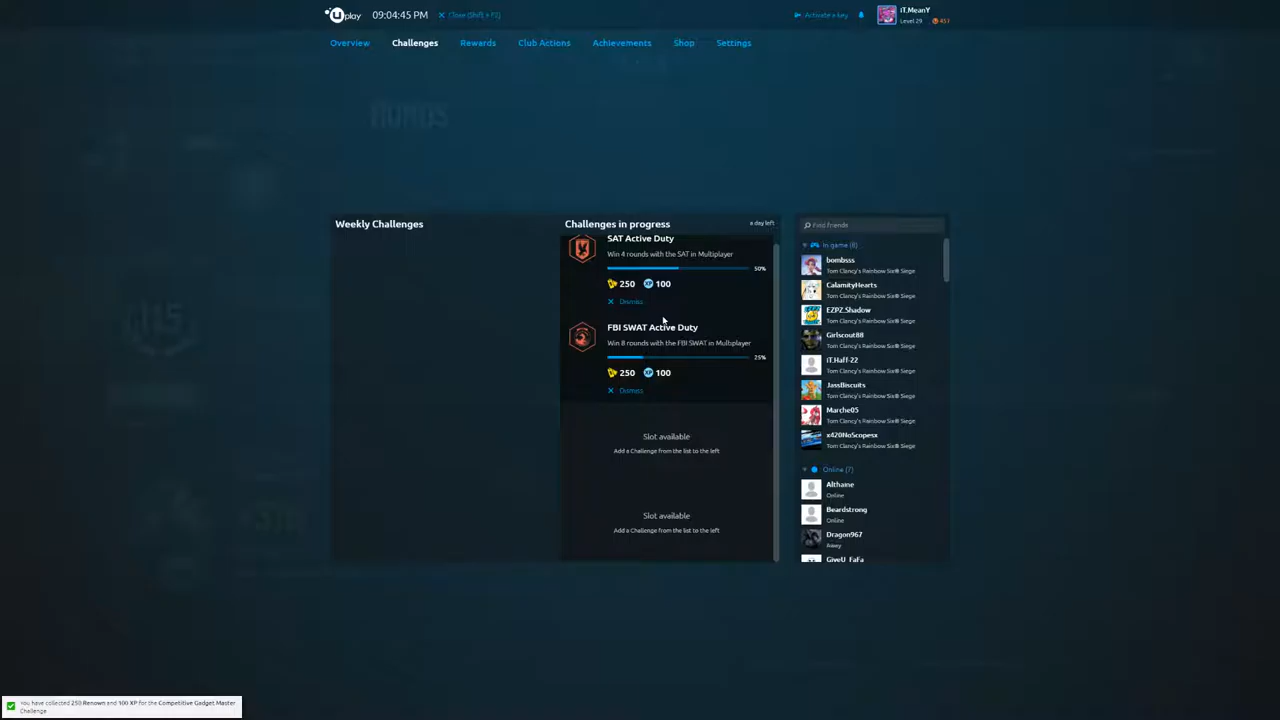 Uplay
09:04:45 PM
Close (Shift + F2)
Activate a key
iT.MeanY
Level 29
457
Overview
Challenges
Rewards
Club Actions
Achievements
Shop
Settings
Weekly Challenges
Challenges in progress
a day left
SAT Active Duty
Win 4 rounds with the SAT in Multiplayer
50%
250
XP 100
Dismiss
FBI SWAT Active Duty
Win 8 rounds with the FBI SWAT in Multiplayer
25%
250
XP 100
Dismiss
Slot available
Add a Challenge from the list to the left
Slot available
Add a Challenge from the list to the left
Find friends
In game (8)
bombsss
Tom Clancy's Rainbow Six® Siege
CalamityHearts
Tom Clancy's Rainbow Six® Siege
EZPZ.Shadow
Tom Clancy's Rainbow Six® Siege
Girlscout88
Tom Clancy's Rainbow Six® Siege
iT.Haff-22
Tom Clancy's Rainbow Six® Siege
JassBiscuits
Tom Clancy's Rainbow Six® Siege
Marche05
Tom Clancy's Rainbow Six® Siege
x420NoScopesx
Tom Clancy's Rainbow Six® Siege
Online (7)
Althaine
Online
Beardstrong
Online
Dragon967
Away
GiveU_FaFa
You have collected 250 Renown and 100 XP for the Competitive Gadget Master
Challenge